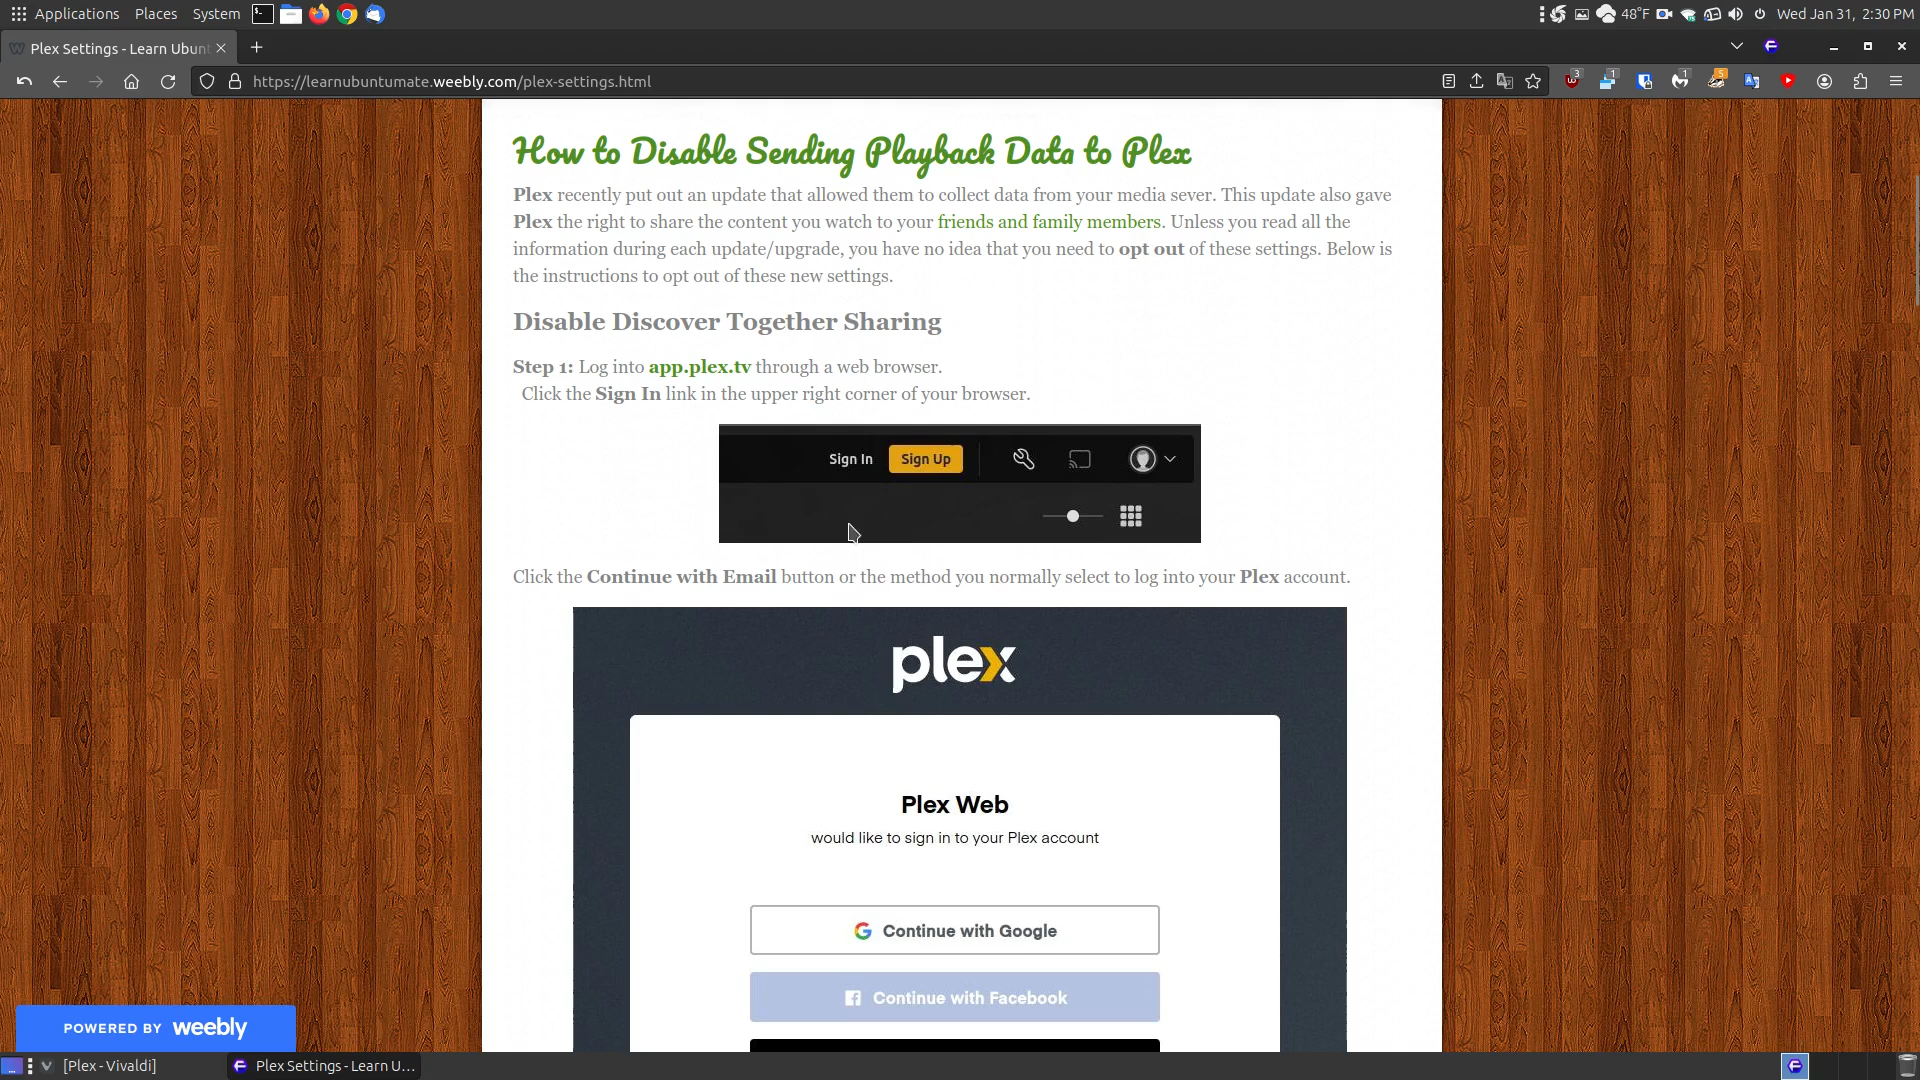 Applications Places System 48°F Wed Jan 31, 2:30 PM
Plex Settings - Learn Ubun
https://learnubuntumate.weebly.com/plex-settings.html 3 1 1 5
How to Disable Sending Playback Data to Plex
Plex recently put out an update that allowed them to collect data from your media sever. This update also gave
Plex the right to share the content you watch to your friends and family members. Unless you read all the
information during each update/upgrade, you have no idea that you need to opt out of these settings. Below is
the instructions to opt out of these new settings.
Disable Discover Together Sharing
Step 1: Log into app.plex.tv through a web browser.
Click the Sign In link in the upper right corner of your browser.
Sign In Sign Up
Click the Continue with Email button or the method you normally select to log into your Plex account.
plex
Plex Web
would like to sign in to your Plex account
Continue with Google
Continue with Facebook
POWERED BY weebly
[Plex - Vivaldi] Plex Settings - Learn U...